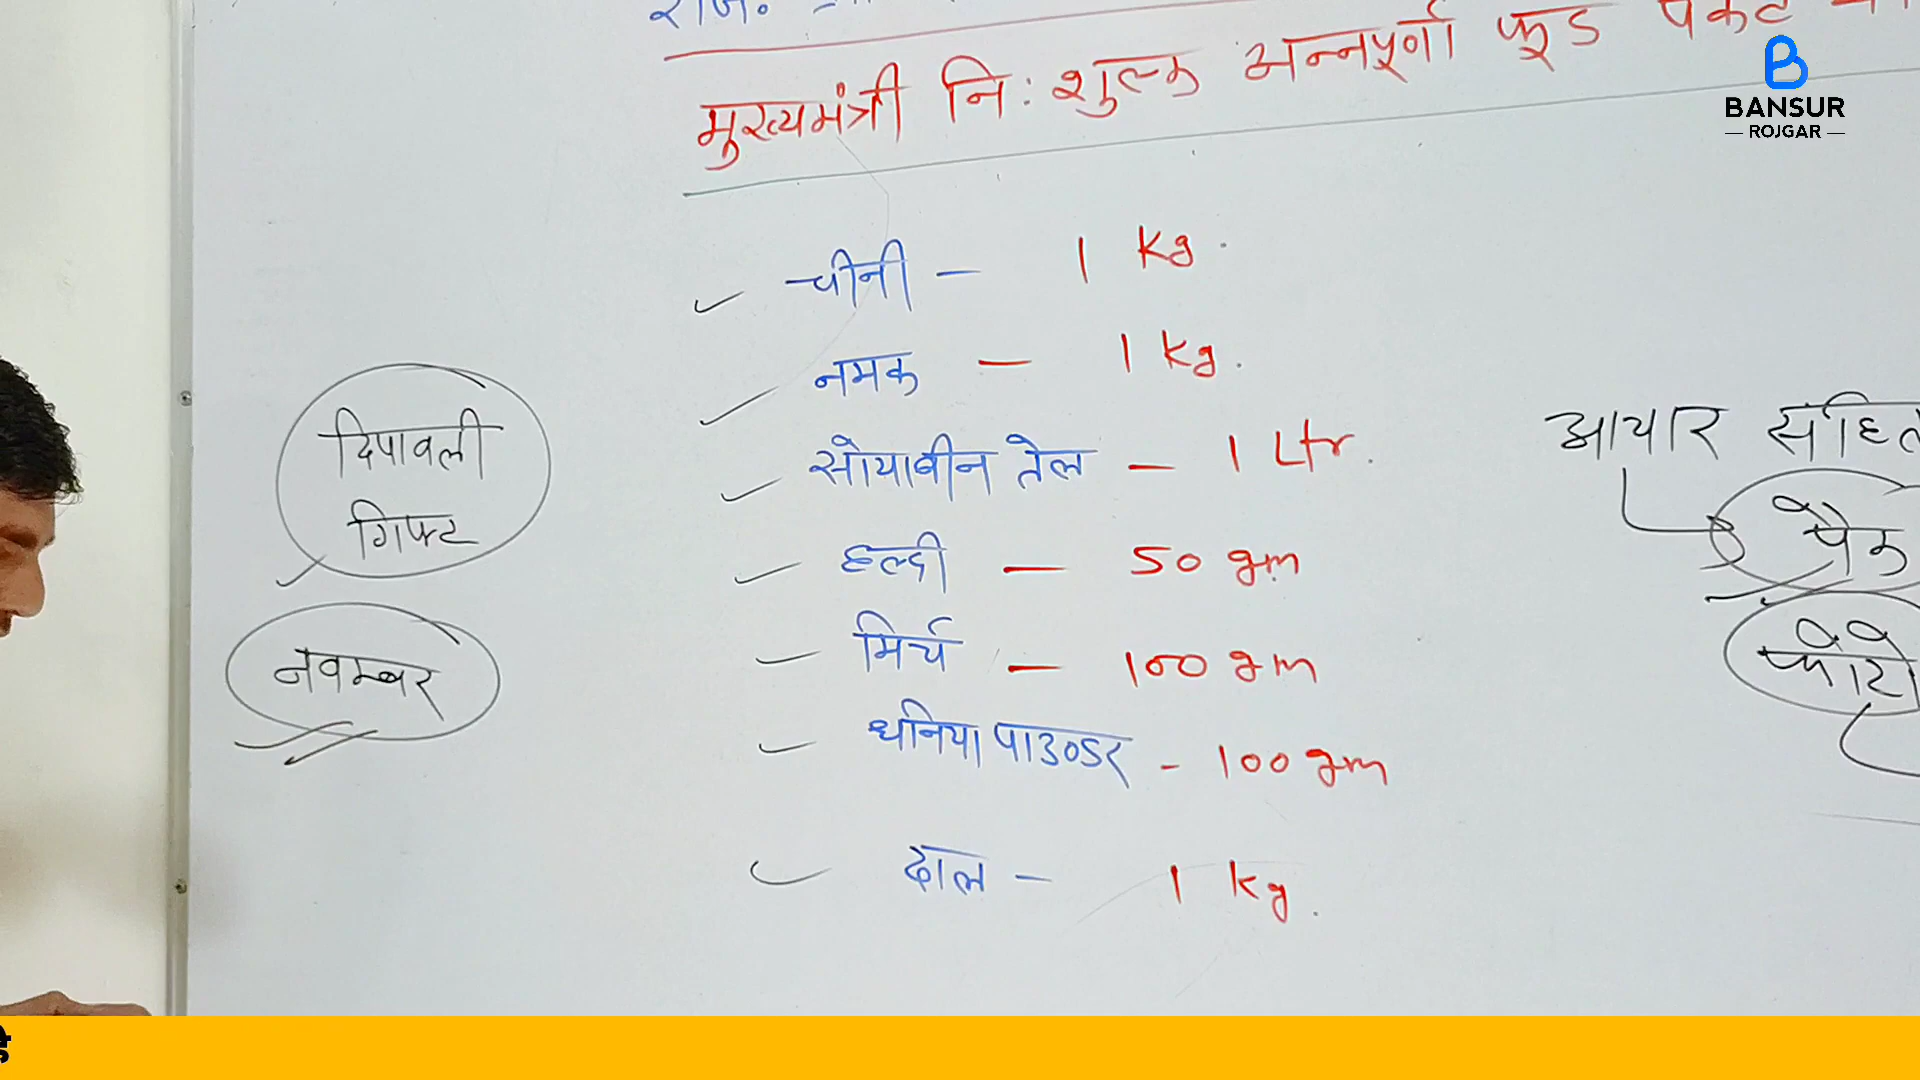 राज.
मुख्यमंत्री नि: शुल्क अन्नपूर्णा फूड पैकेट
BANSUR
ROJGAR
चीनी - 1 Kg.
नमक - 1 Kg.
सोयाबीन तेल - 1 Ltr.
हल्दी - 50 gm
मिर्च - 100 gm
धनिया पाउडर - 100 gm
दाल - 1 Kg.
दिपावली
गिफ्ट
नवम्बर
पैक
फोटो
है